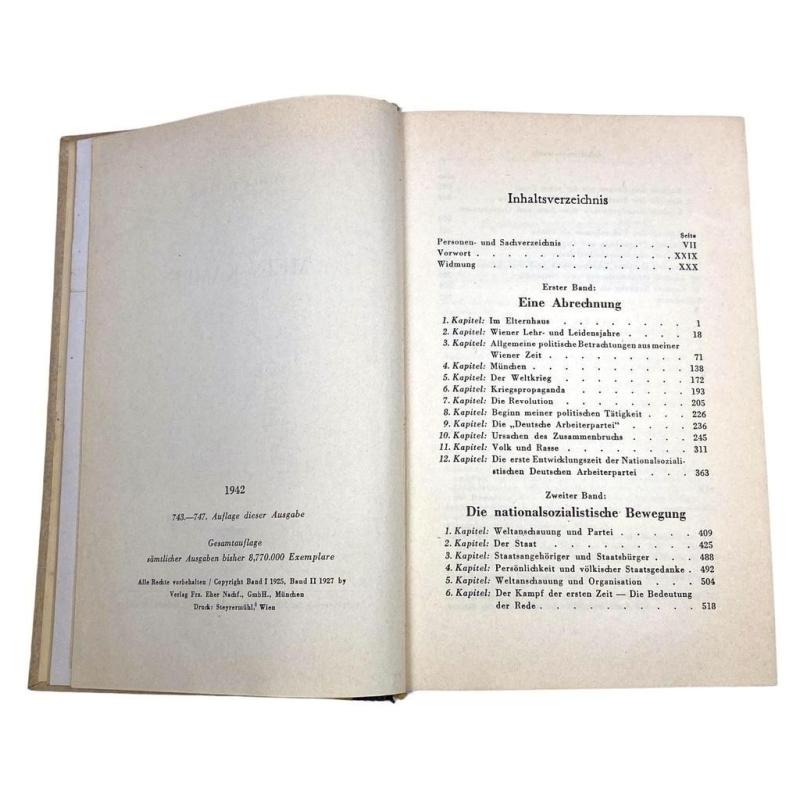 1942
743.—747. Auflage dieser Ausgabe
Gesamtauflage
sämtlicher Ausgaben bisher 8,770.000 Exemplare
Alle Rechte vorbehalten / Copyright Band I 1925, Band II 1927 by
Verlag Frz. Eher Nachf., GmbH., München
Druck: Steyrermühl, Wien
Inhaltsverzeichnis
Seite
Personen- und Sachverzeichnis . . . . . . . VII
Vorwort . . . . . . . . . . . . XXIX
Widmung . . . . . . . . . . . . XXX
Erster Band:
Eine Abrechnung
1. Kapitel: Im Elternhaus . . . . . . . . 1
2. Kapitel: Wiener Lehr- und Leidensjahre . . . . 18
3. Kapitel: Allgemeine politische Betrachtungen aus meiner
Wiener Zeit . . . . . . . . 71
4. Kapitel: München . . . . . . . . . 138
5. Kapitel: Der Weltkrieg . . . . . . . . 172
6. Kapitel: Kriegspropaganda . . . . . . . 193
7. Kapitel: Die Revolution . . . . . . . . 205
8. Kapitel: Beginn meiner politischen Tätigkeit . . . . 226
9. Kapitel: Die „Deutsche Arbeiterpartei“ . . . . . 236
10. Kapitel: Ursachen des Zusammenbruchs . . . . 245
11. Kapitel: Volk und Rasse . . . . . . . . 311
12. Kapitel: Die erste Entwicklungszeit der Nationalsoziali-
stischen Deutschen Arbeiterpartei . . . . 363
Zweiter Band:
Die nationalsozialistische Bewegung
1. Kapitel: Weltanschauung und Partei . . . . . 409
2. Kapitel: Der Staat . . . . . . . . . 425
3. Kapitel: Staatsangehöriger und Staatsbürger . . . 488
4. Kapitel: Persönlichkeit und völkischer Staatsgedanke . 492
5. Kapitel: Weltanschauung und Organisation . . . . 504
6. Kapitel: Der Kampf der ersten Zeit — Die Bedeutung
der Rede . . . . . . . . . 518